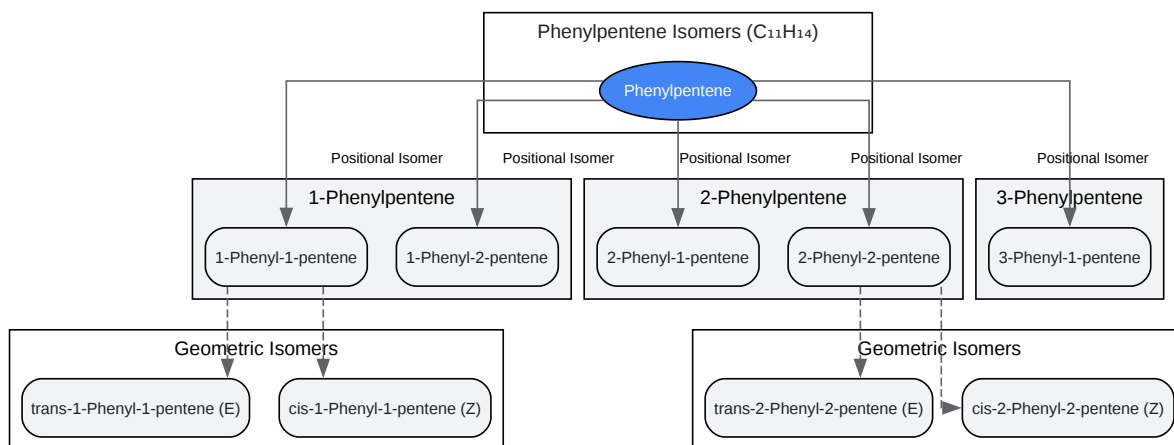 Phenylpentene Isomers (C₁₁H₁₄)
Phenylpentene
Positional Isomer
Positional Isomer
Positional Isomer
Positional Isomer
Positional Isomer
1-Phenylpentene
2-Phenylpentene
3-Phenylpentene
1-Phenyl-1-pentene
1-Phenyl-2-pentene
2-Phenyl-1-pentene
2-Phenyl-2-pentene
3-Phenyl-1-pentene
Geometric Isomers
Geometric Isomers
trans-1-Phenyl-1-pentene (E)
cis-1-Phenyl-1-pentene (Z)
trans-2-Phenyl-2-pentene (E)
cis-2-Phenyl-2-pentene (Z)